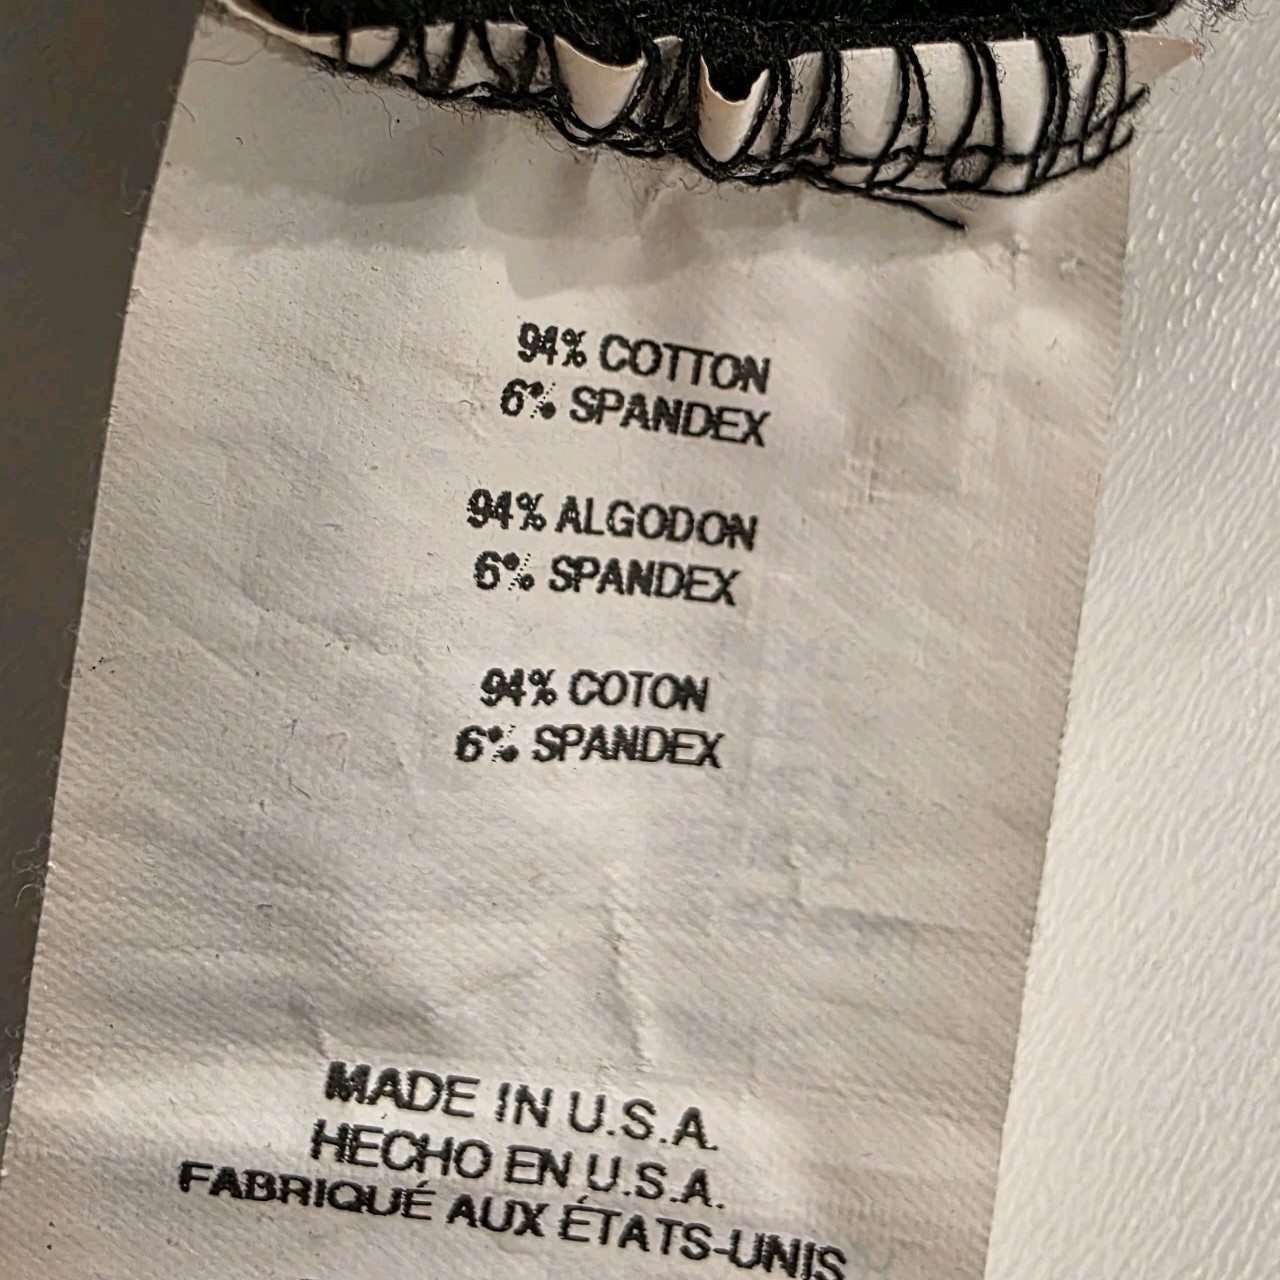 94% COTTON
6% SPANDEX
94% ALGODON
6% SPANDEX
94% COTON
6% SPANDEX
MADE IN U.S.A.
HECHO EN U.S.A.
FABRIQUÉ AUX ÉTATS-UNIS